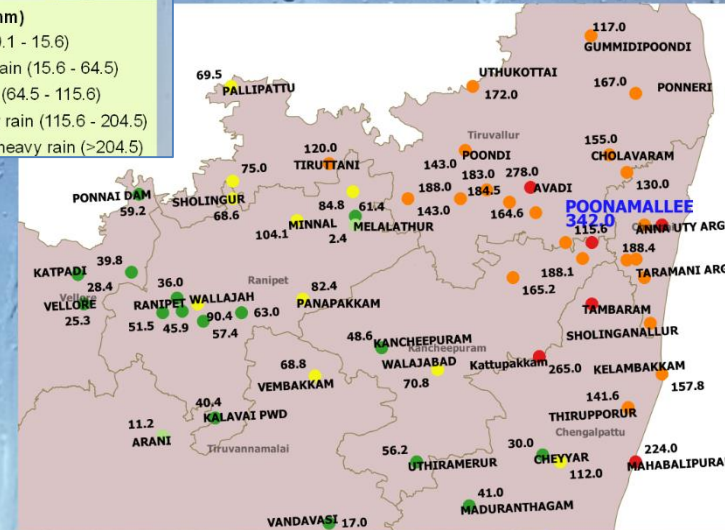 mm)
0.1 - 15.6)
ain (15.6 - 64.5)
(64.5 - 115.6)
rain (115.6 - 204.5)
heavy rain (>204.5)
117.0
GUMMIDIPOONDI
69.5
PALLIPATTU
UTHUKOTTAI
172.0
167.0
PONNERI
Tiruvallur
120.0
TIRUTTANI
143.0
POONDI
155.0
CHOLAVARAM
75.0
183.0
278.0
AVADI
130.0
PONNAI DAM
59.2
SHOLINGUR
68.6
84.8
61.4
188.0
184.5
143.0
164.6
POONAMALLEE
342.0
104.1
MINNAL
2.4
MELALATHUR
115.6
ANNA UTY ARG
39.8
KATPADI
28.4
188.4
188.1
TARAMANI ARG
Vellore
VELLORE
25.3
36.0
Ranipet
82.4
PANAPAKKAM
165.2
RANIPET
WALLAJAH
90.4
63.0
51.5
45.9
57.4
TAMBARAM
SHOLINGANALLUR
48.6
KANCHEEPURAM
Kancheepuram
WALAJABAD
70.8
Kattupakkam
265.0
KELAMBAKKAM
157.8
68.8
VEMBAKKAM
40.4
KALAVAI PWD
141.6
THIRUPPORUR
11.2
ARANI
Tiruvannamalai
Chengalpattu
56.2
UTHIRAMERUR
30.0
CHEYYAR
112.0
224.0
MAHABALIPURAM
41.0
MADURANTHAGAM
VANDAVASI
17.0